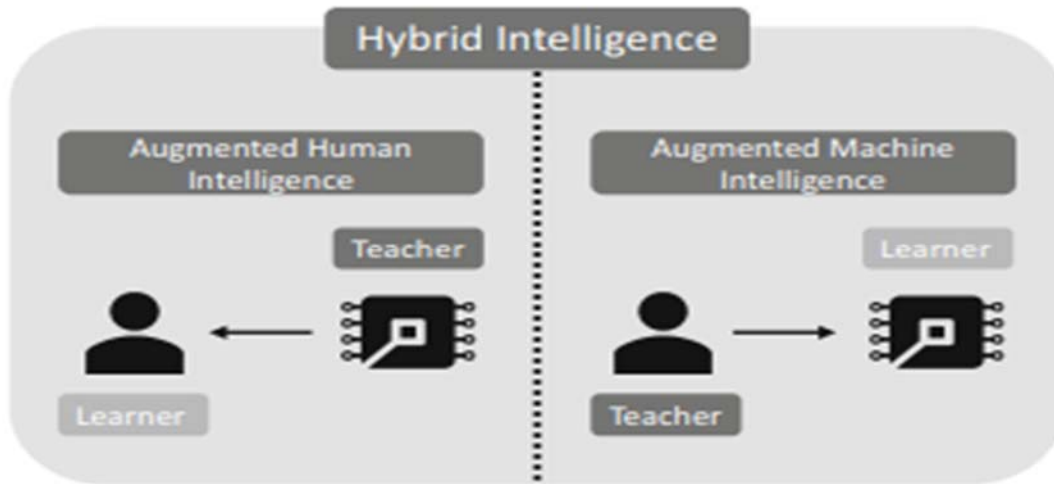 Hybrid Intelligence
Augmented Human
Intelligence
Teacher
Learner
Augmented Machine
Intelligence
Learner
Teacher